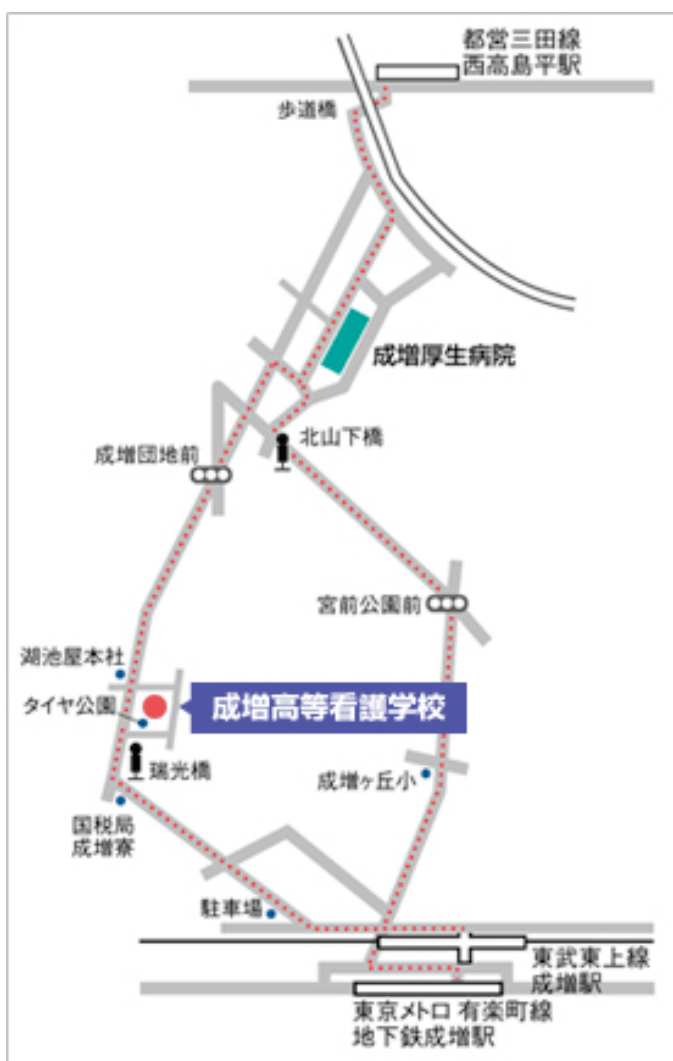 都営三田線
西高島平駅
歩道橋
成増厚生病院
北山下橋
成増団地前
宮前公園前
湖池屋本社
タイヤ公園
成増高等看護学校
瑞光橋
成増ヶ丘小
国税局
成増寮
駐車場
東武東上線
成増駅
東京メトロ 有楽町線
地下鉄成増駅